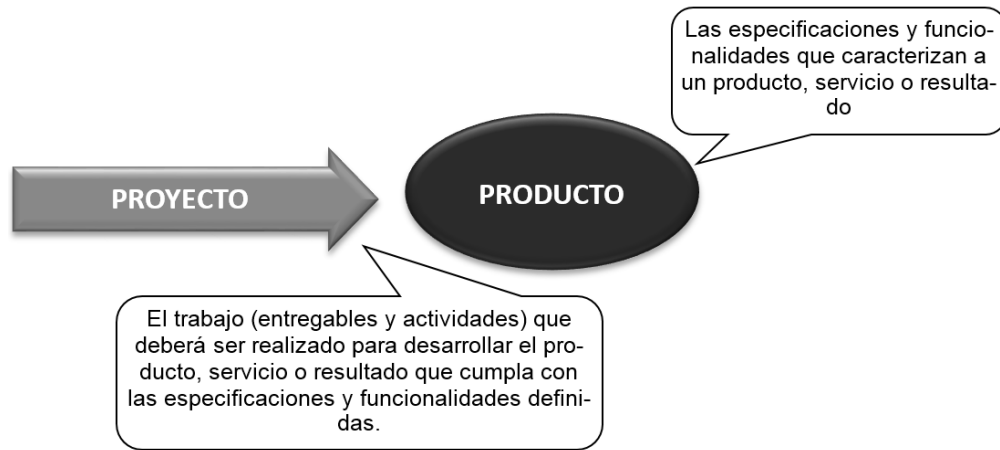 Las especificaciones y funcio-
nalidades que caracterizan a
un producto, servicio o resulta-
do
PROYECTO
PRODUCTO
El trabajo (entregables y actividades) que
deberá ser realizado para desarrollar el pro-
ducto, servicio o resultado que cumpla con
las especificaciones y funcionalidades defini-
das.